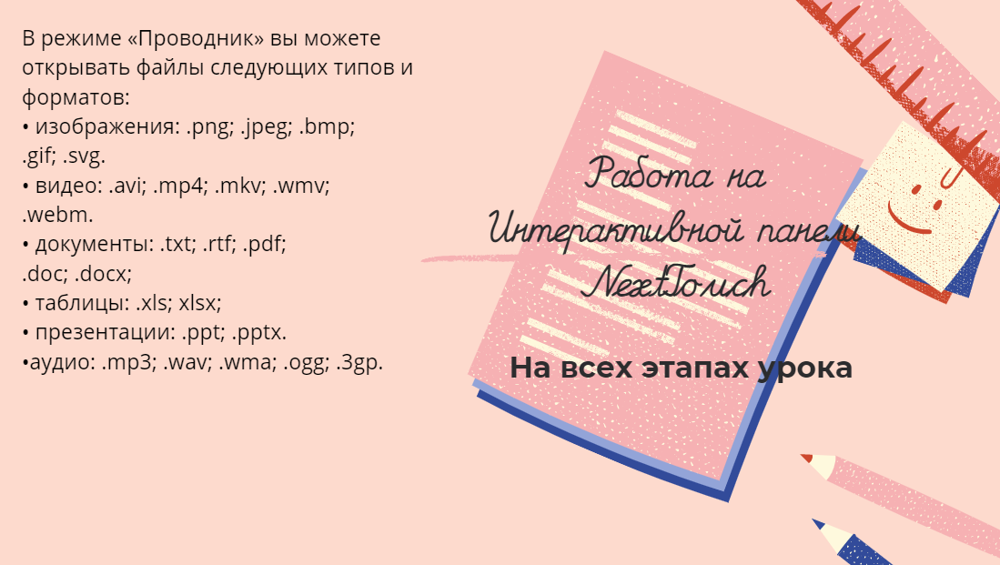 В режиме «Проводник» вы можете
открывать файлы следующих типов и
форматов:
• изображения: .png; .jpeg; .bmp;
.gif; .svg.
• видео: .avi; .mp4; .mkv; .wmv;
.webm.
• документы: .txt; .rtf; .pdf;
.doc; .docx;
• таблицы: .xls; xlsx;
• презентации: .ppt; .pptx.
•аудио: .mp3; .wav; .wma; .ogg; .3gp.
Работа на
Интерактивной панели
NextTouch
На всех этапах урока